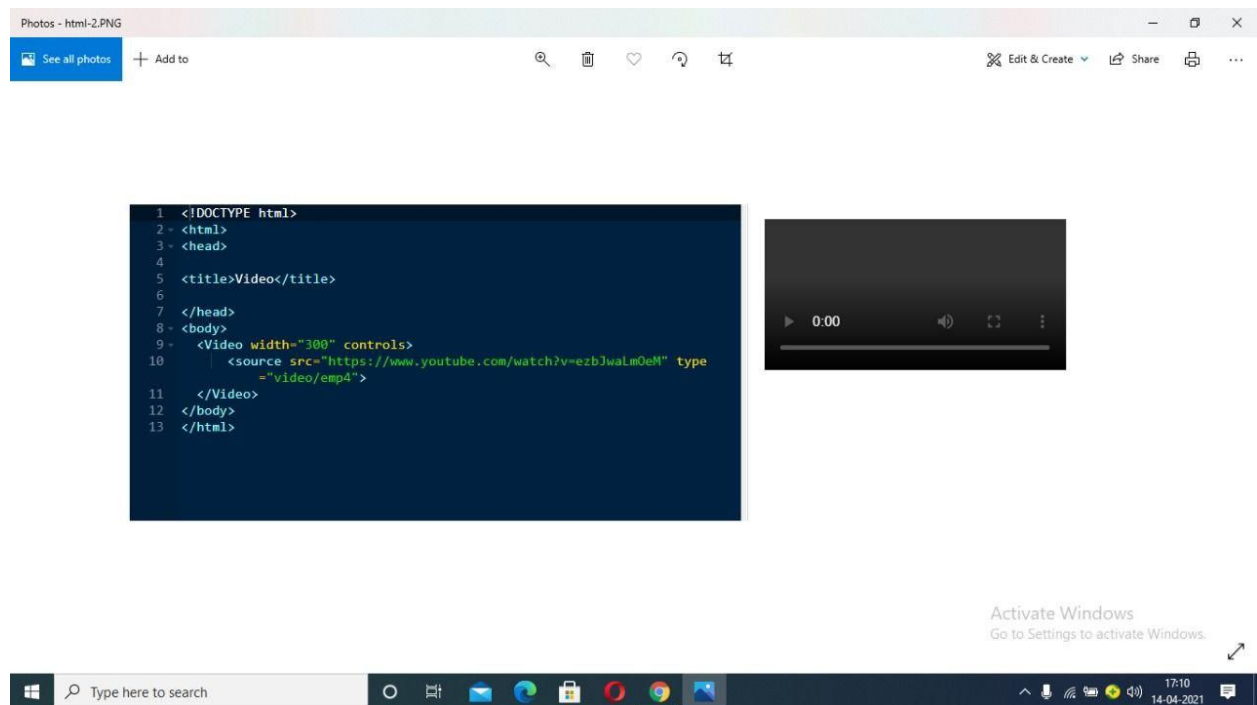 Photos - html-2.PNG
See all photos + Add to Edit & Create Share
1 <!DOCTYPE html>
2 <html>
3 <head>
4
5 <title>Video</title>
6
7 </head>
8 <body>
9 <Video width="300" controls>
10 <source src="https://www.youtube.com/watch?v=ezbJwaLmOeM" type
="video/emp4">
11 </Video>
12 </body>
13 </html>
0:00
Activate Windows
Go to Settings to activate Windows.
Type here to search
17:10
14-04-2021